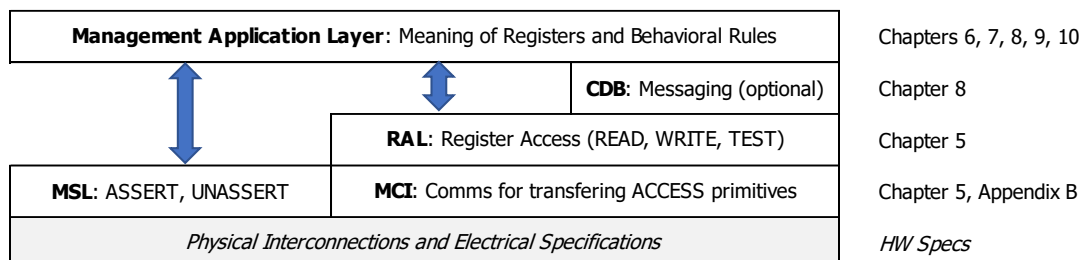 Management Application Layer: Meaning of Registers and Behavioral Rules Chapters 6, 7, 8, 9, 10
CDB: Messaging (optional) Chapter 8
RAL: Register Access (READ, WRITE, TEST) Chapter 5
MSL: ASSERT, UNASSERT MCI: Comms for transfering ACCESS primitives Chapter 5, Appendix B
Physical Interconnections and Electrical Specifications HW Specs